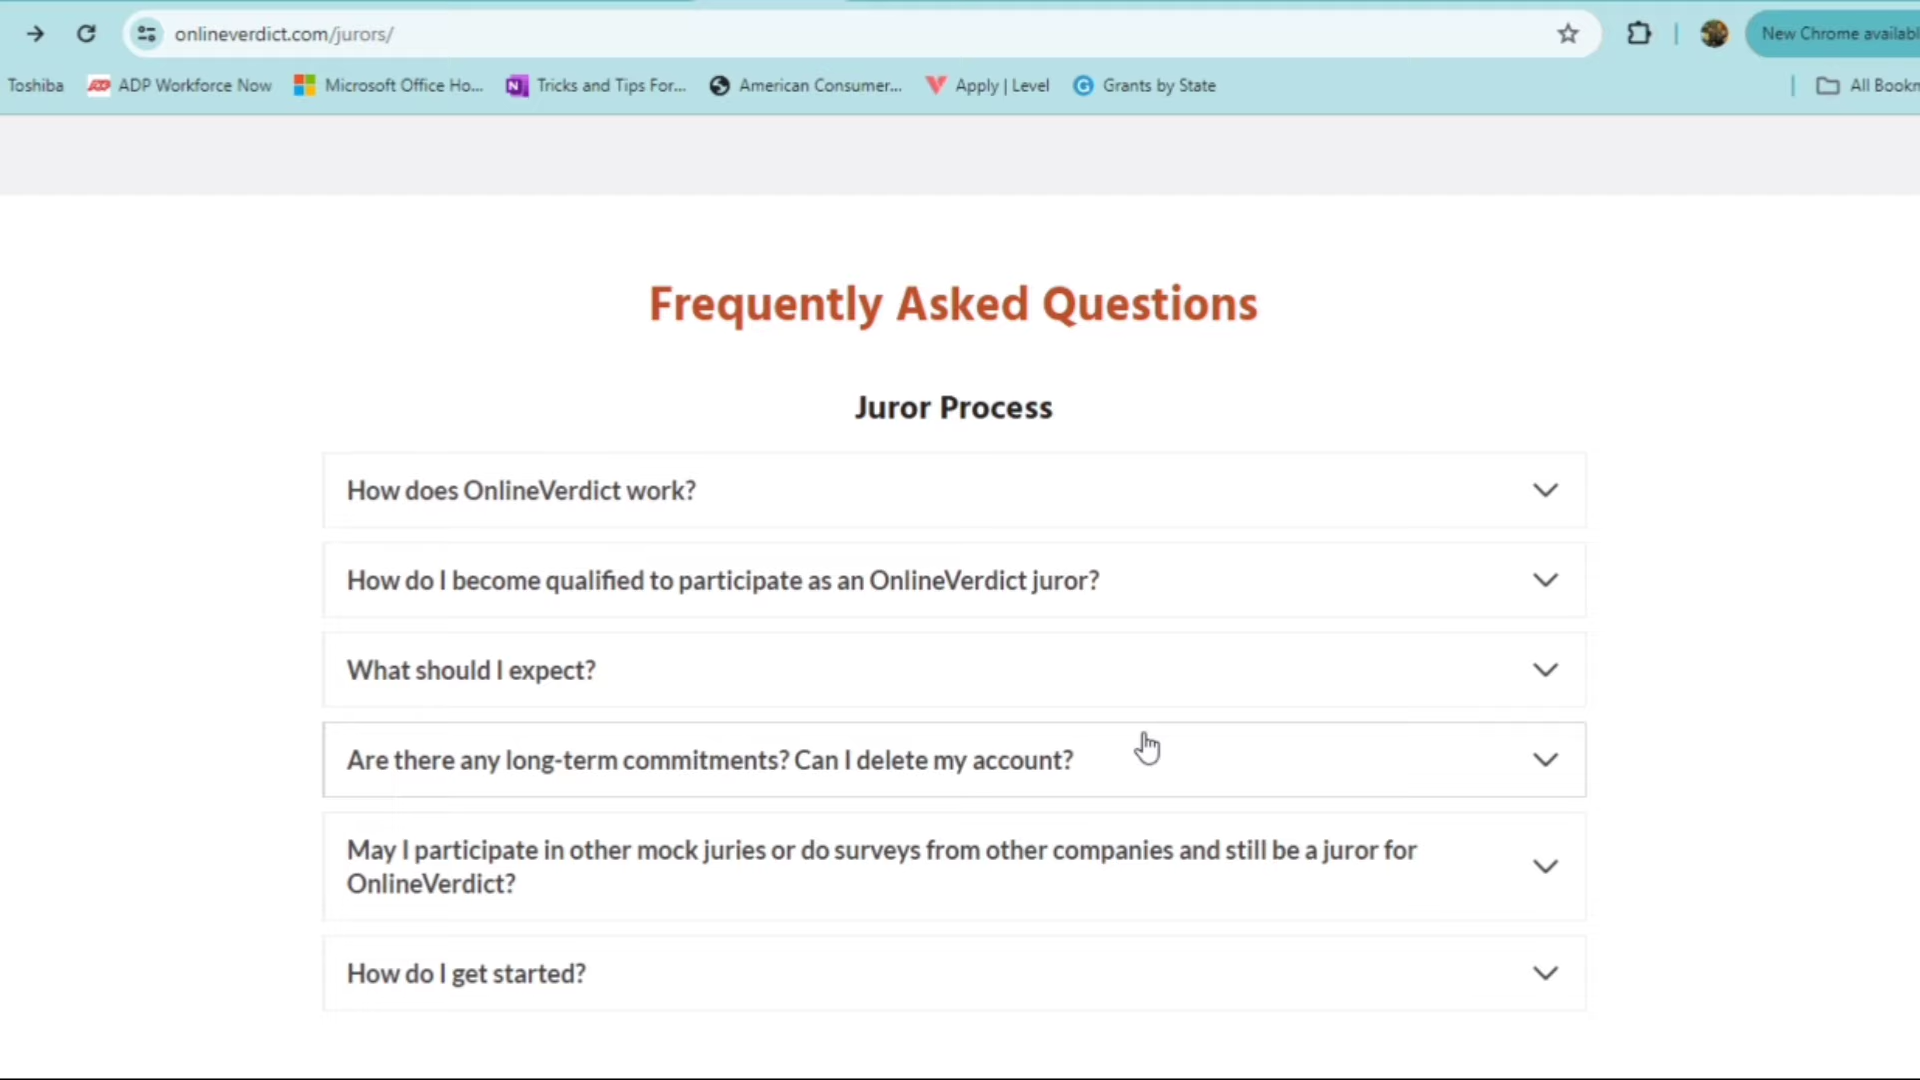 onlineverdict.com/jurors/
New Chrome availabl
Toshiba
ADP Workforce Now
Microsoft Office Ho...
Tricks and Tips For...
American Consumer...
Apply | Level
Grants by State
All Bookm
Frequently Asked Questions
Juror Process
How does OnlineVerdict work?
How do I become qualified to participate as an OnlineVerdict juror?
What should I expect?
Are there any long-term commitments? Can I delete my account?
May I participate in other mock juries or do surveys from other companies and still be a juror for
OnlineVerdict?
How do I get started?